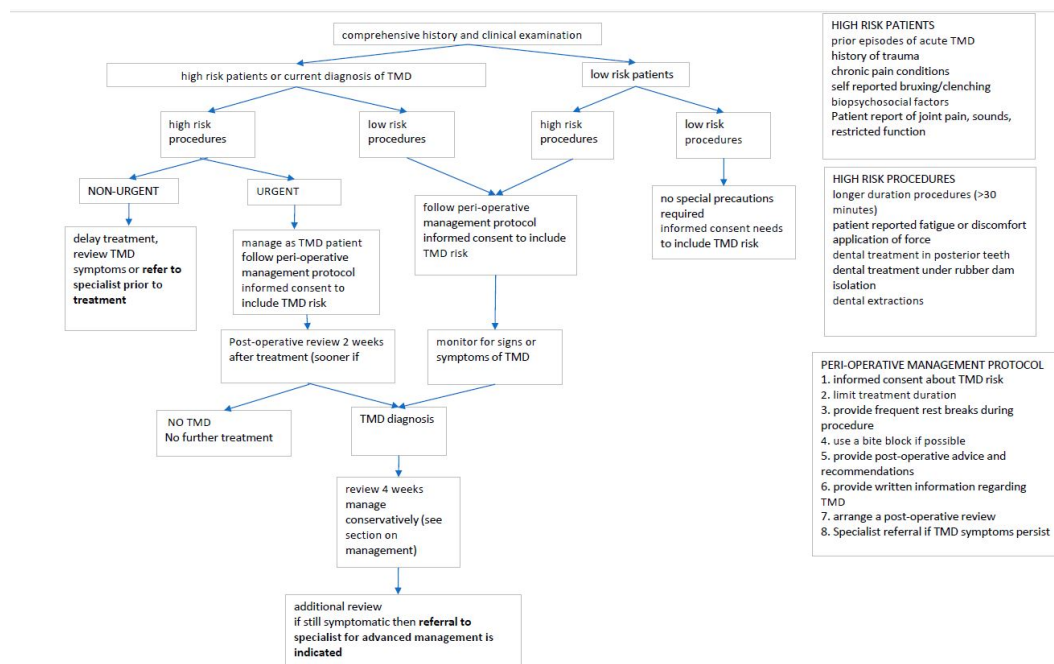 comprehensive history and clinical examination
high risk patients or current diagnosis of TMD
low risk patients
high risk
procedures
low risk
procedures
high risk
procedures
low risk
procedures
NON-URGENT
URGENT
delay treatment,
review TMD
symptoms or refer to
specialist prior to
treatment
manage as TMD patient
follow peri-operative
management protocol
informed consent to
include TMD risk
follow peri-operative
management protocol
informed consent to include
TMD risk
no special precautions
required
informed consent needs
to include TMD risk
Post-operative review 2 weeks
after treatment (sooner if
monitor for signs or
symptoms of TMD
NO TMD
No further treatment
TMD diagnosis
review 4 weeks
manage
conservatively (see
section on
management)
additional review
if still symptomatic then referral to
specialist for advanced management is
indicated
HIGH RISK PATIENTS
prior episodes of acute TMD
history of trauma
chronic pain conditions
self reported bruxing/clenching
biopsychosocial factors
Patient report of joint pain, sounds,
restricted function
HIGH RISK PROCEDURES
longer duration procedures (>30
minutes)
patient reported fatigue or discomfort
application of force
dental treatment in posterior teeth
dental treatment under rubber dam
isolation
dental extractions
PERI-OPERATIVE MANAGEMENT PROTOCOL
1. informed consent about TMD risk
2. limit treatment duration
3. provide frequent rest breaks during
procedure
4. use a bite block if possible
5. provide post-operative advice and
recommendations
6. provide written information regarding
TMD
7. arrange a post-operative review
8. Specialist referral if TMD symptoms persist